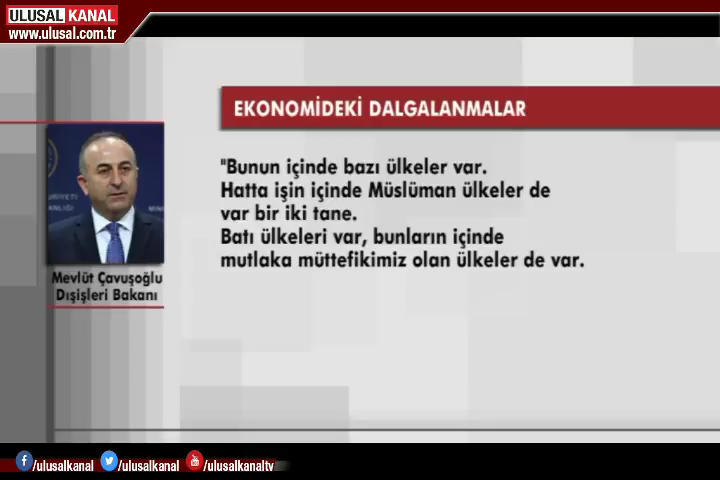 ULUSAL KANAL
www.ulusal.com.tr
EKONOMİDEKİ DALGALANMALAR
"Bunun içinde bazı ülkeler var.
Hatta işin içinde Müslüman ülkeler de
var bir iki tane.
Batı ülkeleri var, bunların içinde
mutlaka müttefikimiz olan ülkeler de var.
Mevlüt Çavuşoğlu
Dışişleri Bakanı
/ulusalkanal
/ulusalkanal
/ulusalkanaltv